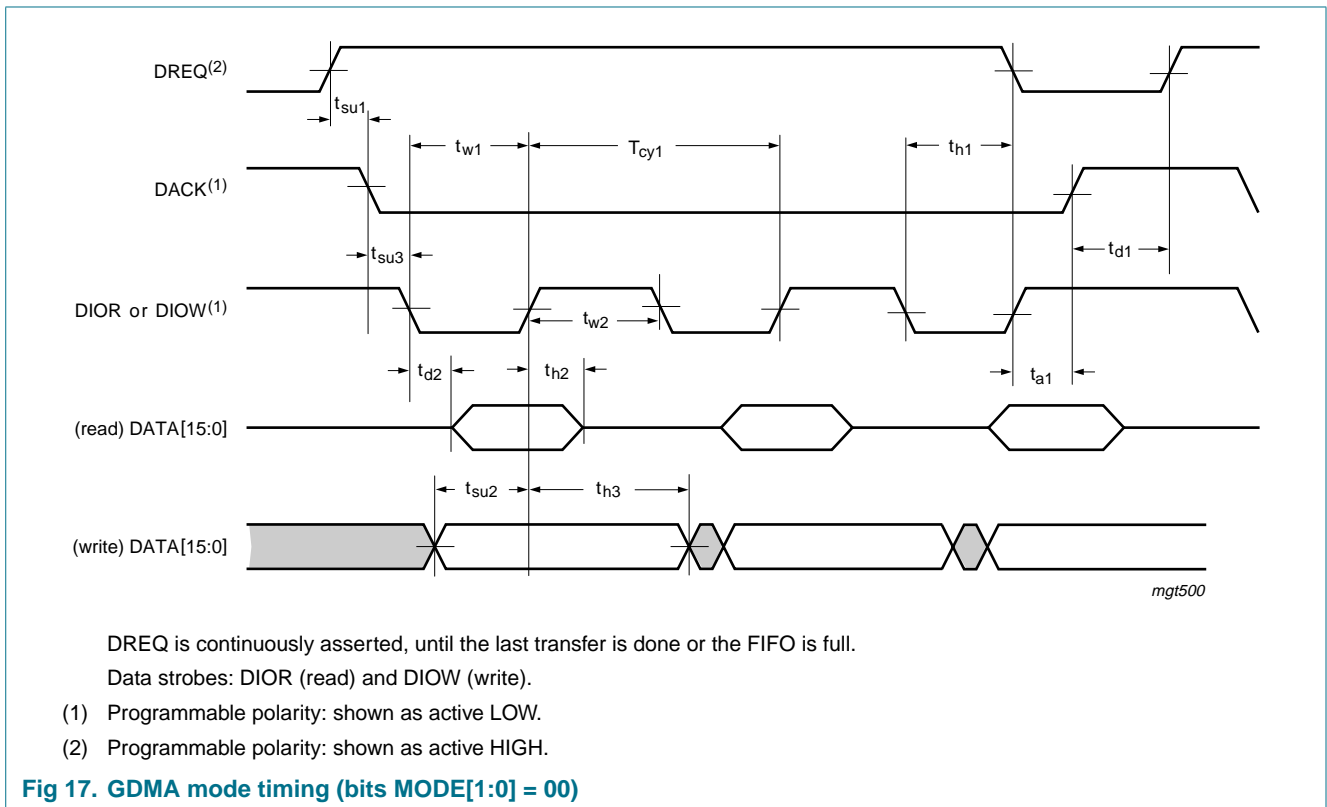 DREQ(2)
tsu1
tw1
Tcy1
th1
DACK(1)
tsu3
td1
DIOR or DIOW(1)
tw2
td2
th2
ta1
(read) DATA[15:0]
tsu2
th3
(write) DATA[15:0]
mgt500
DREQ is continuously asserted, until the last transfer is done or the FIFO is full.
Data strobes: DIOR (read) and DIOW (write).
(1) Programmable polarity: shown as active LOW.
(2) Programmable polarity: shown as active HIGH.
Fig 17. GDMA mode timing (bits MODE[1:0] = 00)